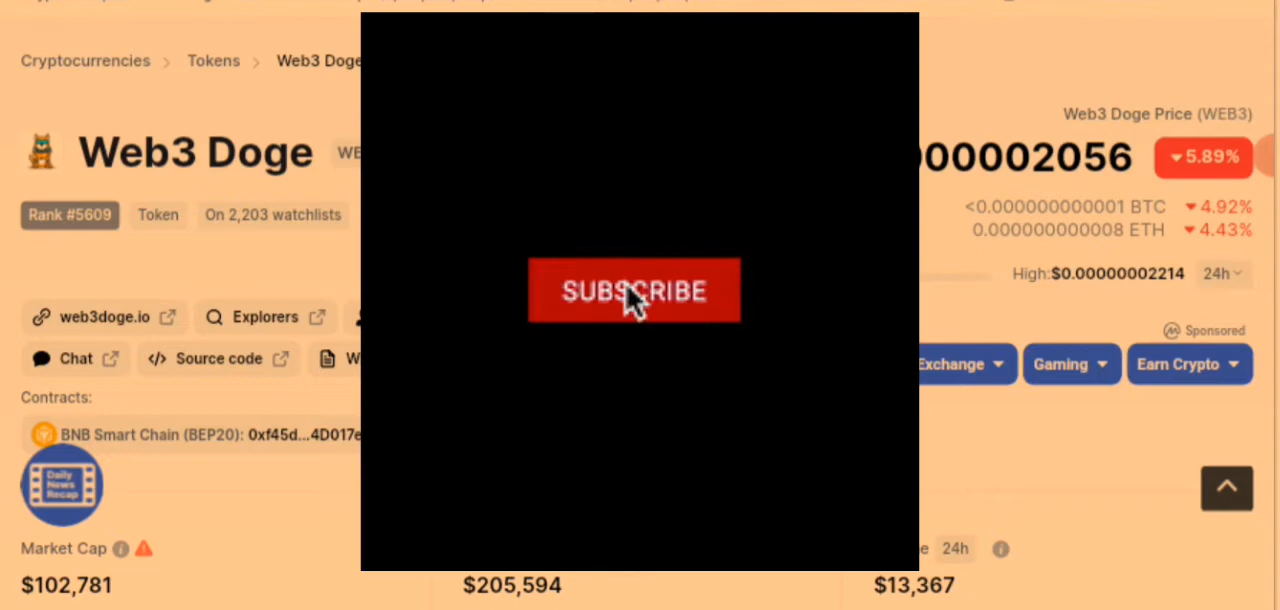 Cryptocurrencies > Tokens > Web3 Doge
Web3 Doge Price (WEB3)
Web3 Doge
00002056
5.89%
Rank #5609
Token
On 2,203 watchlists
<0.000000000001 BTC 4.92%
0.000000000008 ETH 4.43%
High:$0.00000002214 24h
SUBSCRIBE
web3doge.io
Explorers
Sponsored
Chat
Source code
Exchange
Gaming
Earn Crypto
Contracts:
BNB Smart Chain (BEP20): 0xf45d...4D017e
Daily
News
Recap
Market Cap
24h
$102,781
$205,594
$13,367